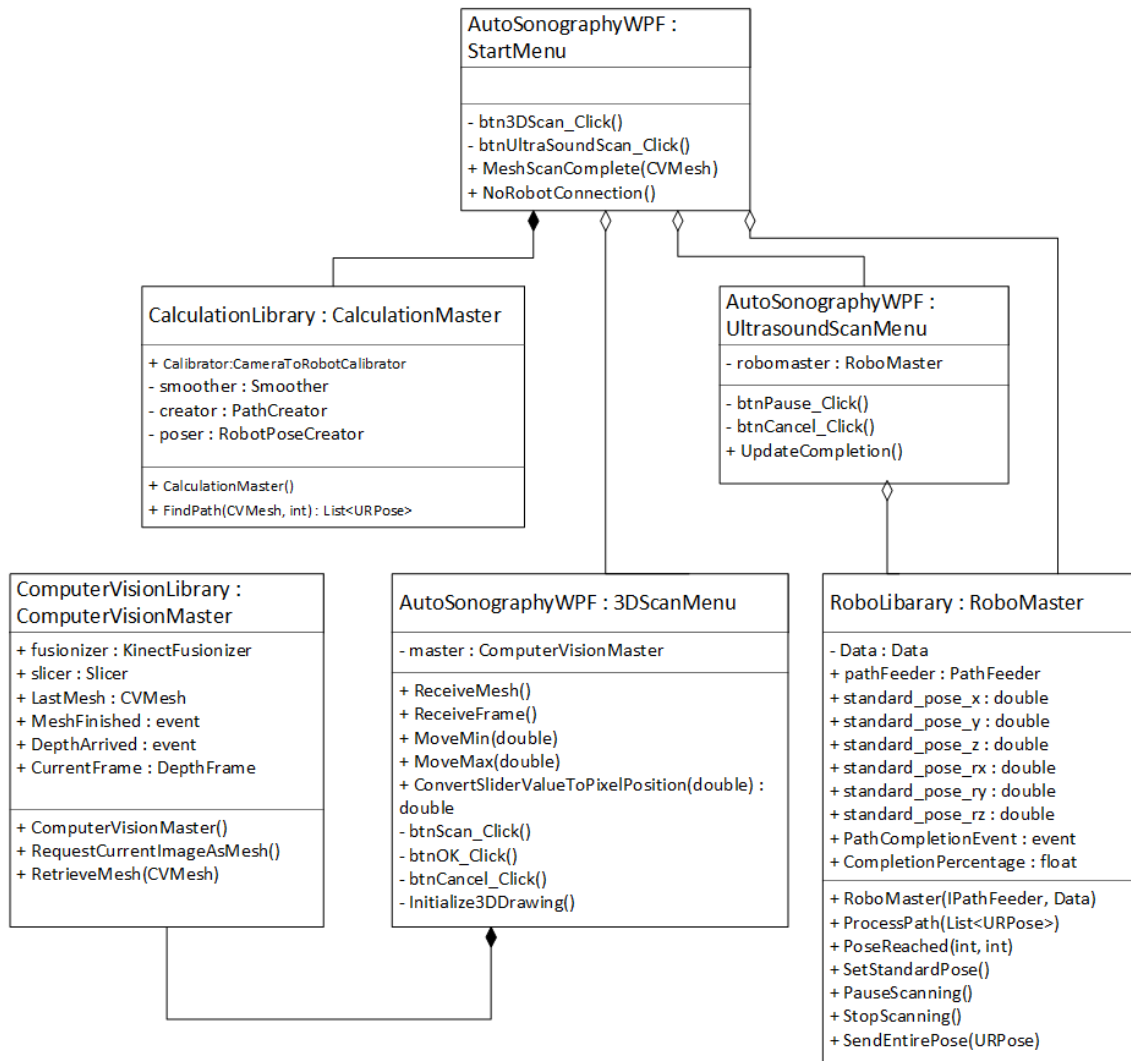 AutoSonographyWPF :
StartMenu
- btn3DScan_Click()
- btnUltraSoundScan_Click()
+ MeshScanComplete(CVMesh)
+ NoRobotConnection()
CalculationLibrary : CalculationMaster
+ Calibrator:CameraToRobotCalibrator
- smoother : Smoother
- creator : PathCreator
- poser : RobotPoseCreator
+ CalculationMaster()
+ FindPath(CVMesh, int) : List<URPose>
AutoSonographyWPF :
UltrasoundScanMenu
- robomaster : RoboMaster
- btnPause_Click()
- btnCancel_Click()
+ UpdateCompletion()
ComputerVisionLibrary :
ComputerVisionMaster
+ fusionizer : KinectFusionizer
+ slicer : Slicer
+ LastMesh : CVMesh
+ MeshFinished : event
+ DepthArrived : event
+ CurrentFrame : DepthFrame
+ ComputerVisionMaster()
+ RequestCurrentImageAsMesh()
+ RetrieveMesh(CVMesh)
AutoSonographyWPF : 3DScanMenu
- master : ComputerVisionMaster
+ ReceiveMesh()
+ ReceiveFrame()
+ MoveMin(double)
+ MoveMax(double)
+ ConvertSliderValueToPixelPosition(double) :
double
- btnScan_Click()
- btnOK_Click()
- btnCancel_Click()
- Initialize3DDrawing()
RoboLibarary : RoboMaster
- Data : Data
+ pathFeeder : PathFeeder
+ standard_pose_x : double
+ standard_pose_y : double
+ standard_pose_z : double
+ standard_pose_rx : double
+ standard_pose_ry : double
+ standard_pose_rz : double
+ PathCompletionEvent : event
+ CompletionPercentage : float
+ RoboMaster(IPathFeeder, Data)
+ ProcessPath(List<URPose>)
+ PoseReached(int, int)
+ SetStandardPose()
+ PauseScanning()
+ StopScanning()
+ SendEntirePose(URPose)